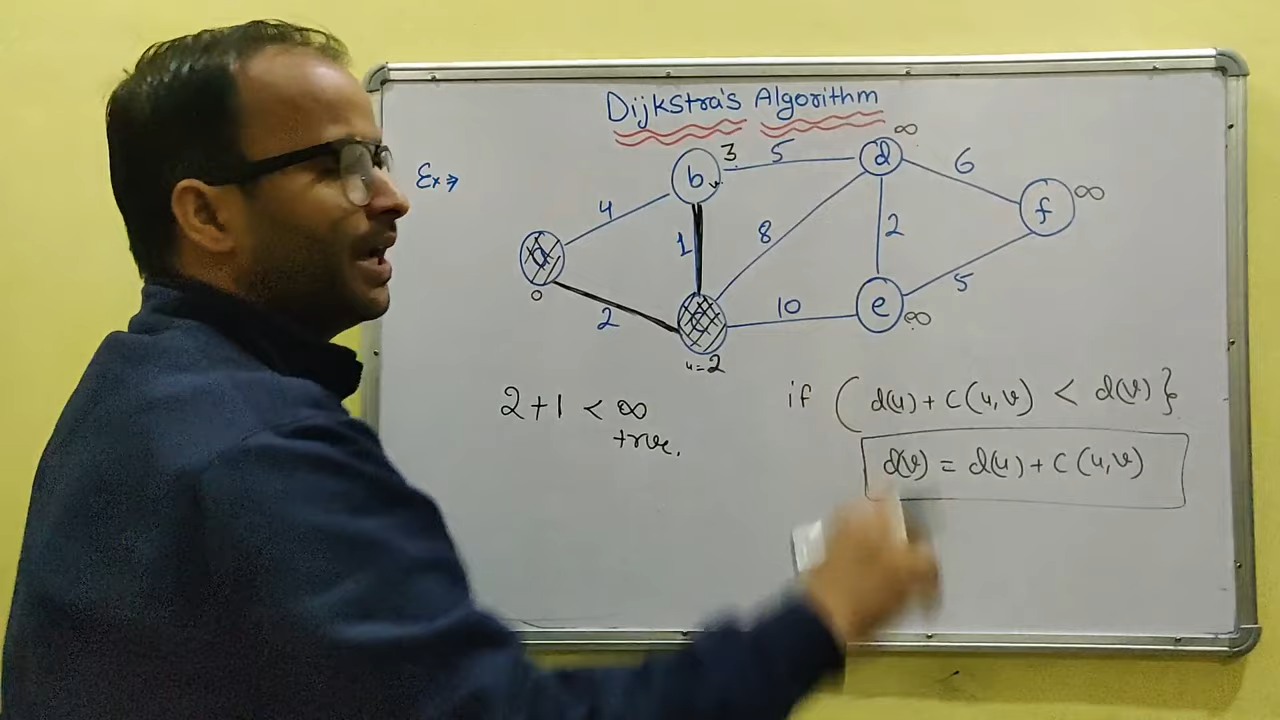 Dijkstra's Algorithm
Ex⇒
b 3 5 d ∞ 6
4 f ∞
1 8 2
a
0 2 c 10 e ∞ 5
u=2
2+1 < ∞
true.
if ( d(u) + C(u,v) < d(v) }
d(v) = d(u) + C(u,v)